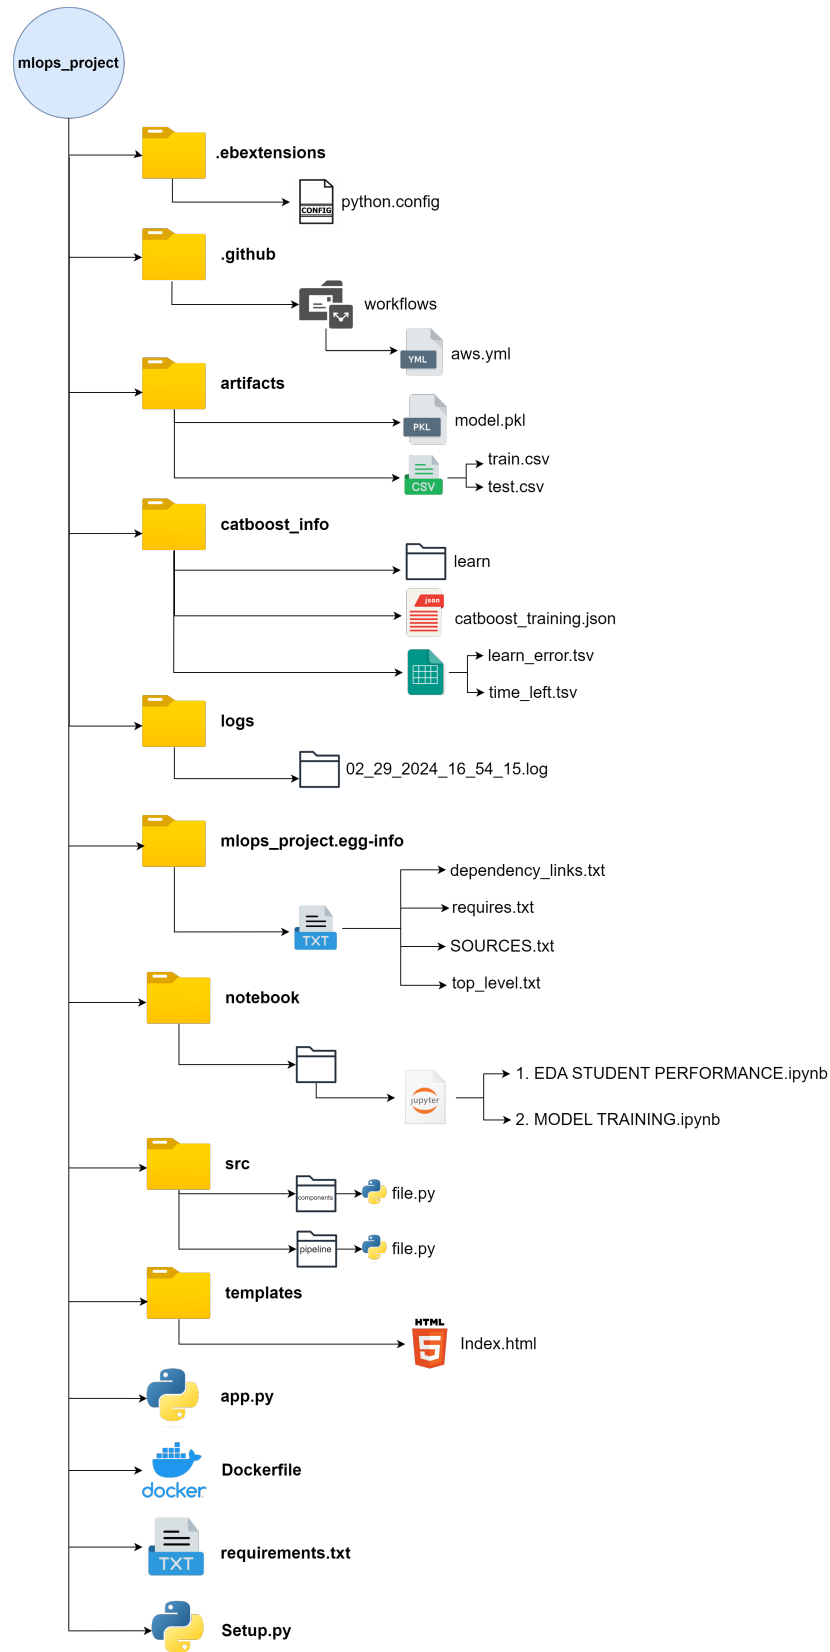 mlops_project
.ebextensions
CONFIG
python.config
.github
workflows
YML
aws.yml
artifacts
PKL
model.pkl
CSV
train.csv
test.csv
catboost_info
learn
json
catboost_training.json
learn_error.tsv
time_left.tsv
logs
02_29_2024_16_54_15.log
mlops_project.egg-info
TXT
dependency_links.txt
requires.txt
SOURCES.txt
top_level.txt
notebook
jupyter
1. EDA STUDENT PERFORMANCE.ipynb
2. MODEL TRAINING.ipynb
src
components
file.py
pipeline
file.py
templates
HTML
5
Index.html
app.py
docker
Dockerfile
TXT
requirements.txt
Setup.py